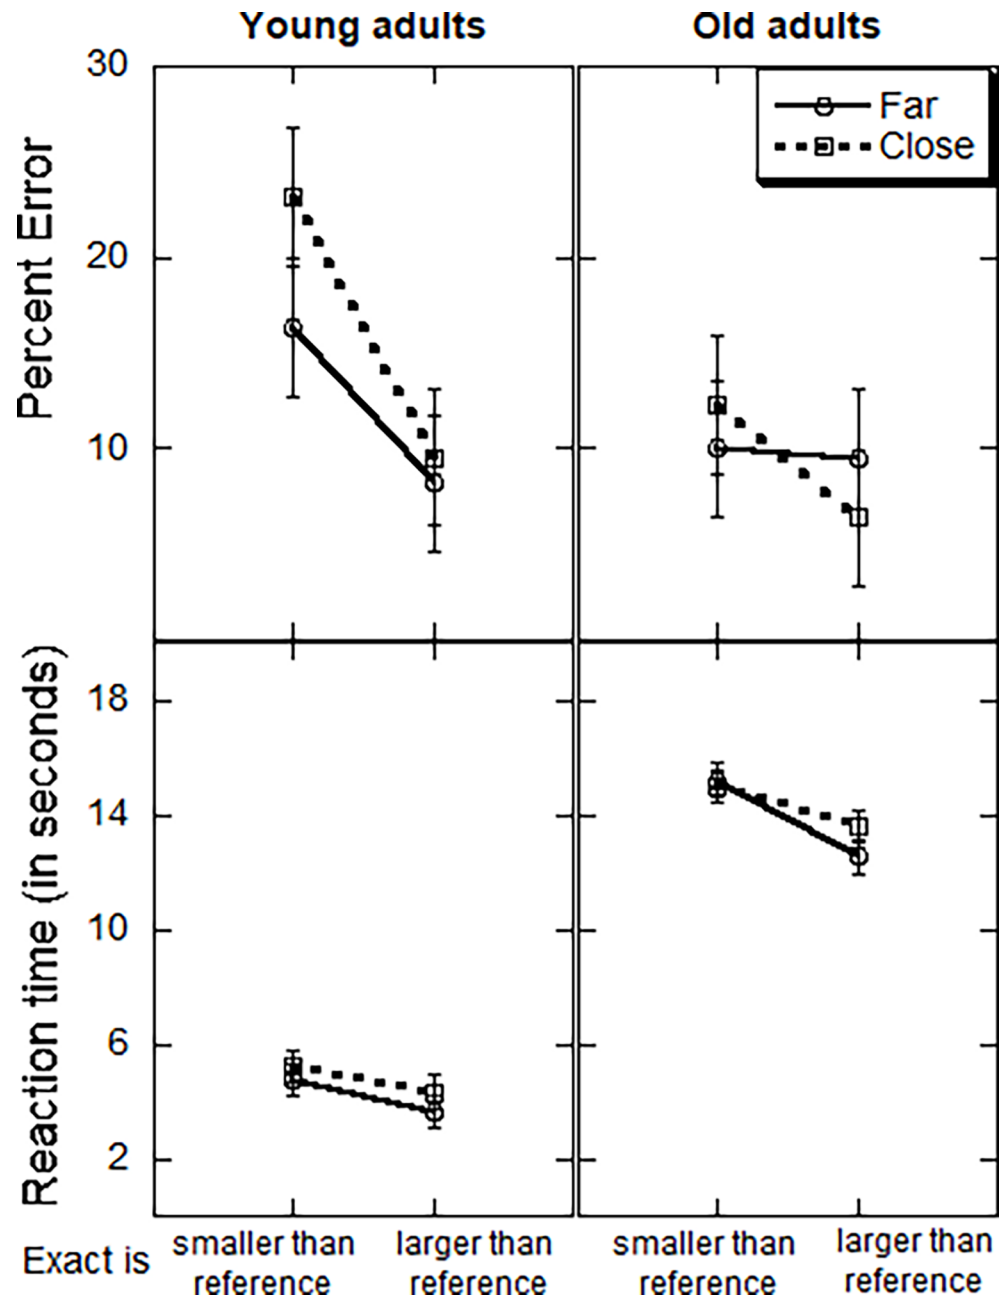 Young adults
Old adults
Far
Close
Percent Error
30
20
10
Reaction time (in seconds)
18
14
10
6
2
Exact is
smaller than
reference
larger than
reference
smaller than
reference
larger than
reference